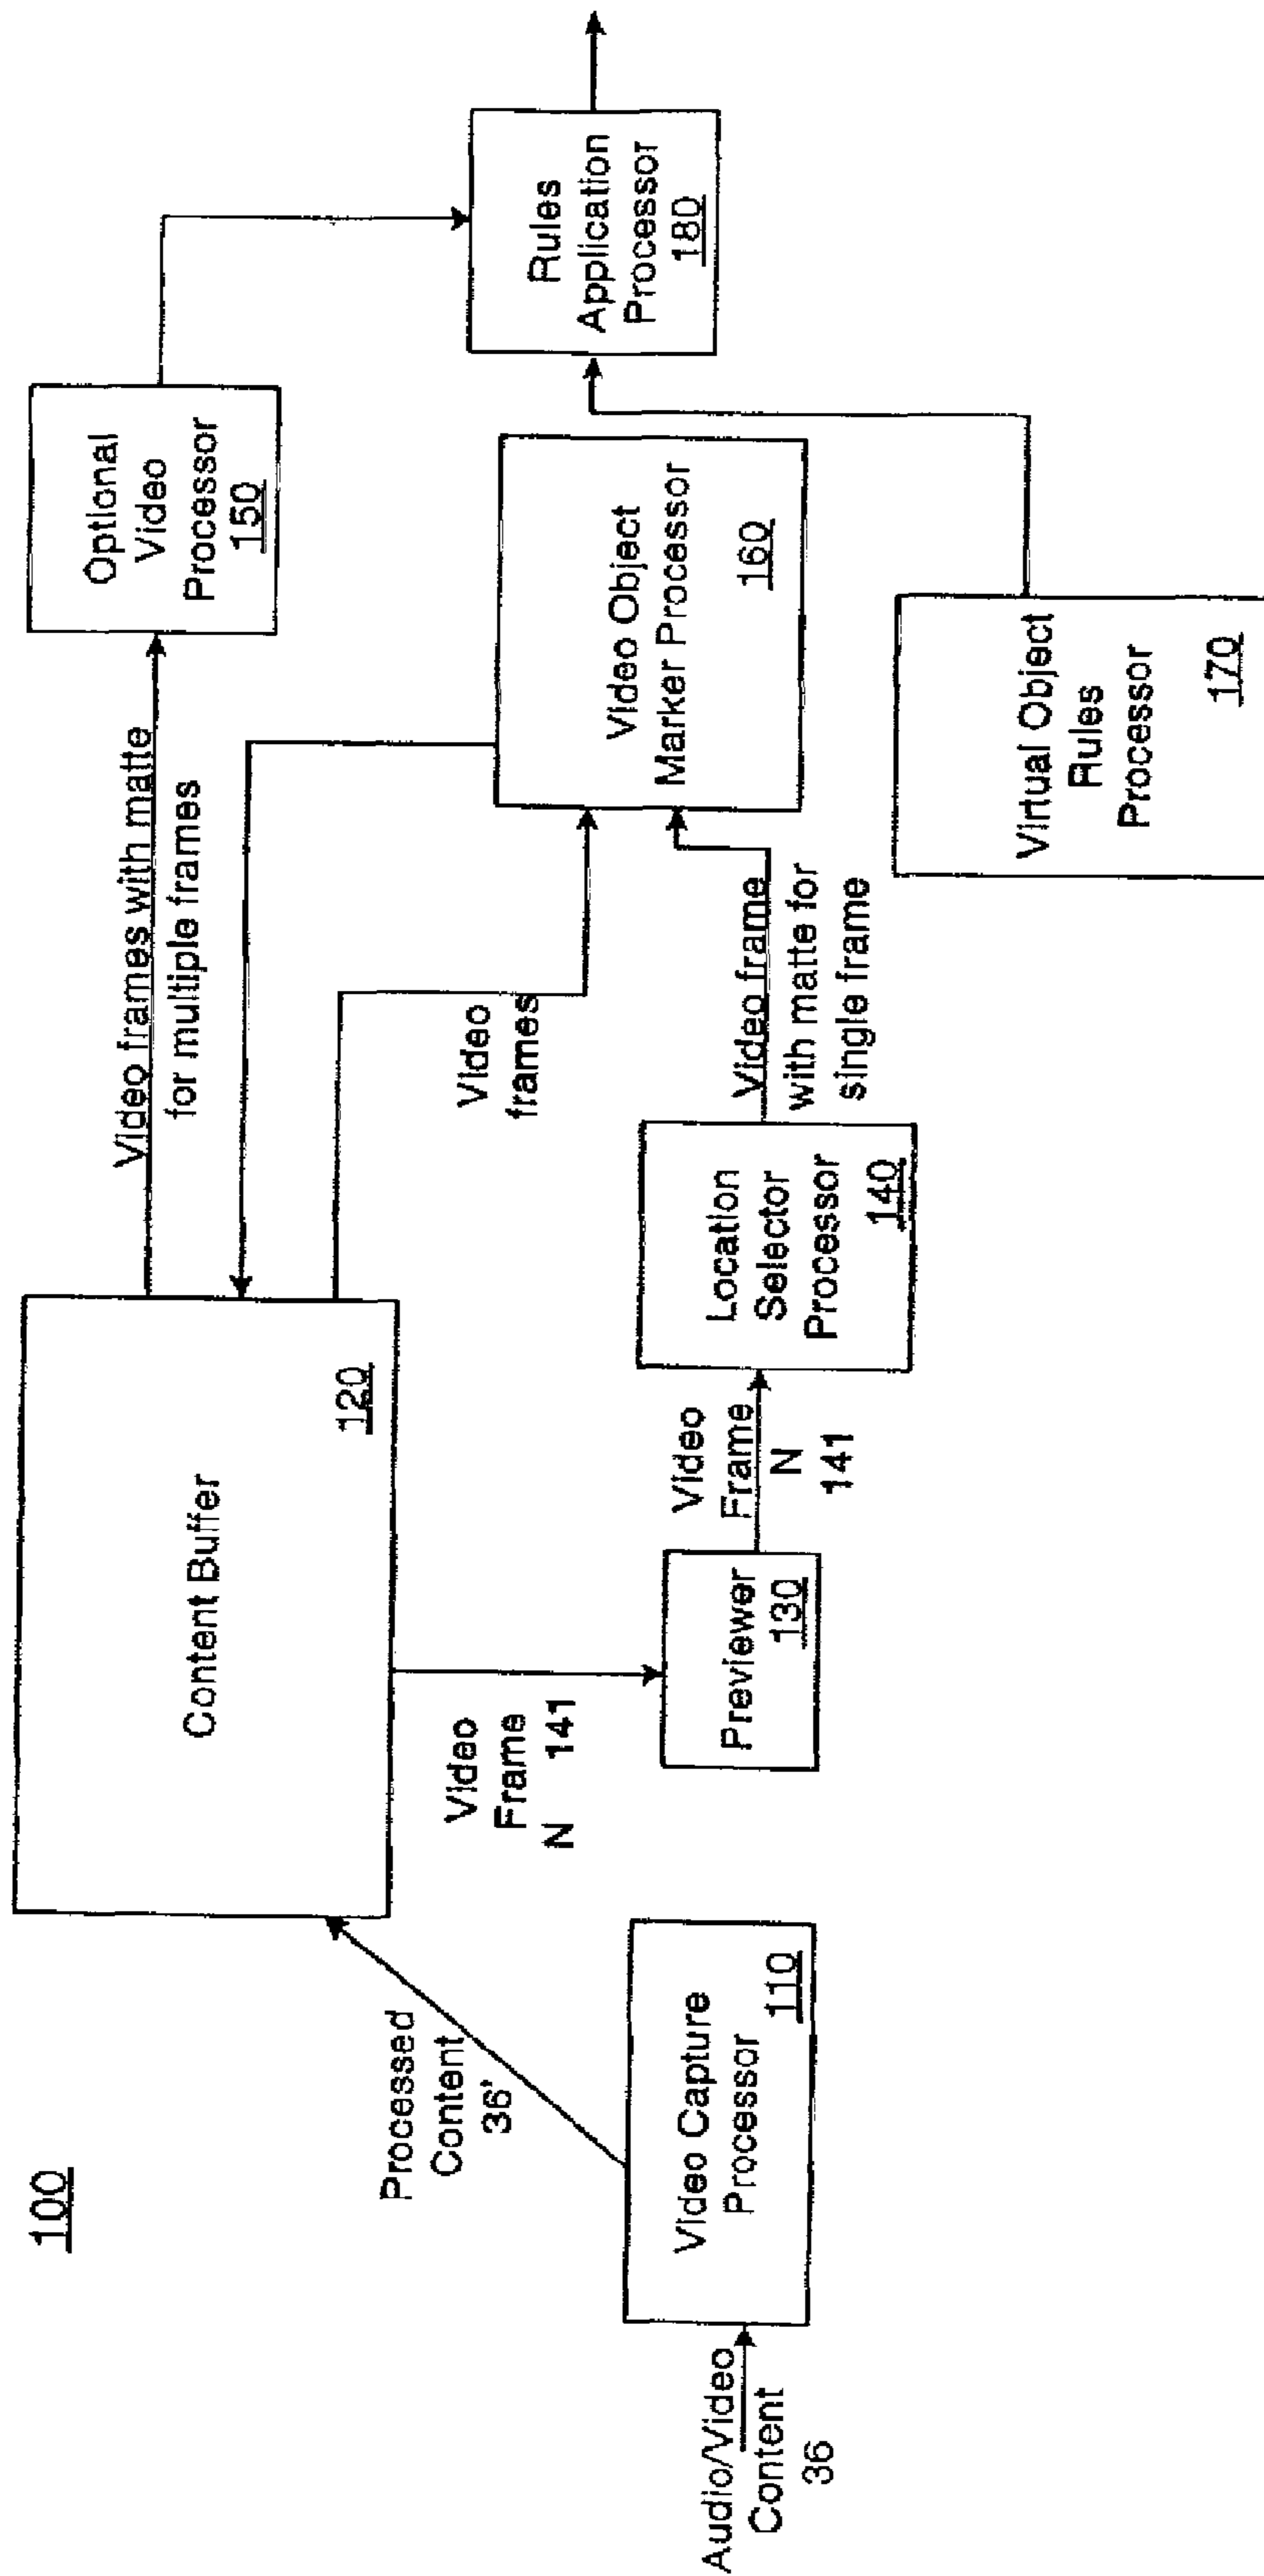 100
Audio/Video
Content
36
Video Capture
Processor
110
Processed
Content
36'
Content Buffer
120
Video
Frame
N 141
Previewer
130
Video
Frame
N
141
Location
Selector
Processor
140
Video frame
with matte for
single frame
Video
frames
Video frames with matte
for multiple frames
Optional
Video
Processor
150
Video Object
Marker Processor
160
Virtual Object
Rules
Processor
170
Rules
Application
Processor
180